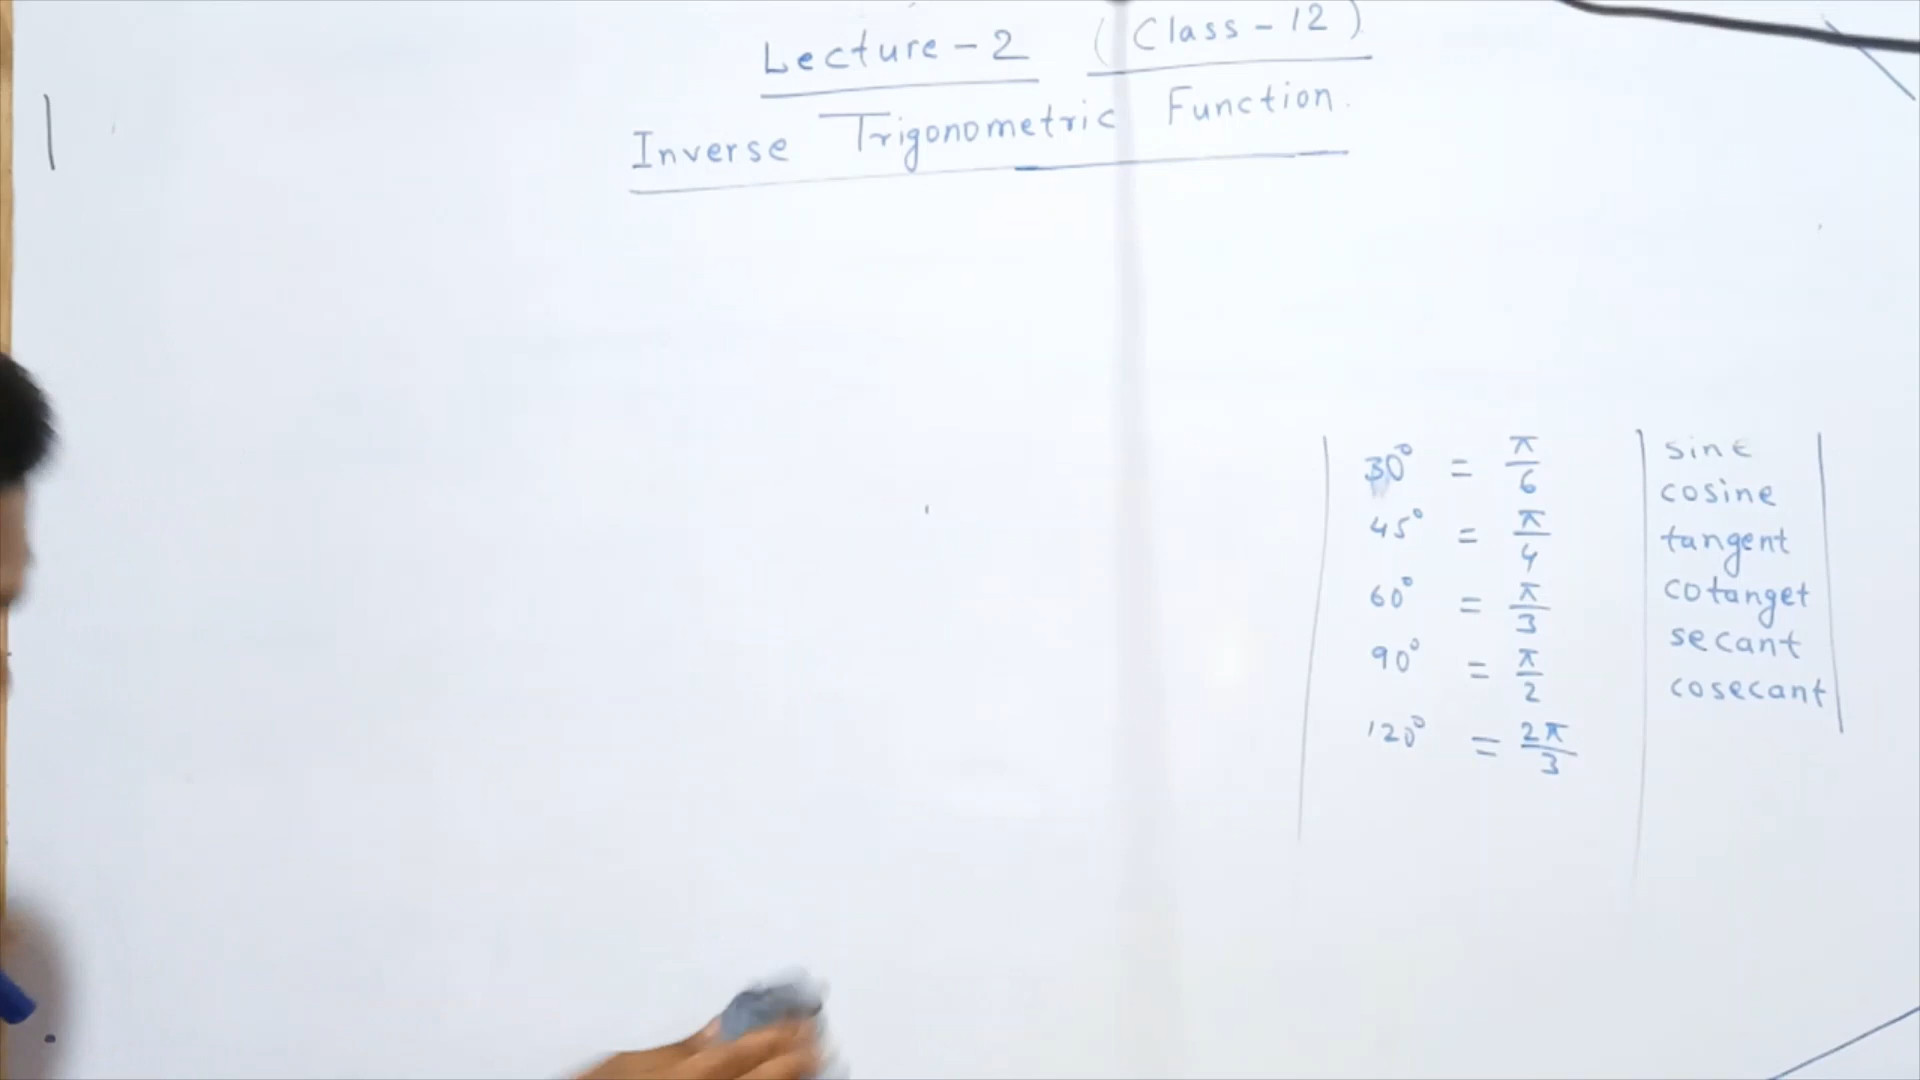 Lecture - 2 (Class - 12)
Inverse Trigonometric Function.
30° = π/6
45° = π/4
60° = π/3
90° = π/2
120° = 2π/3
sine
cosine
tangent
cotanget
secant
cosecant